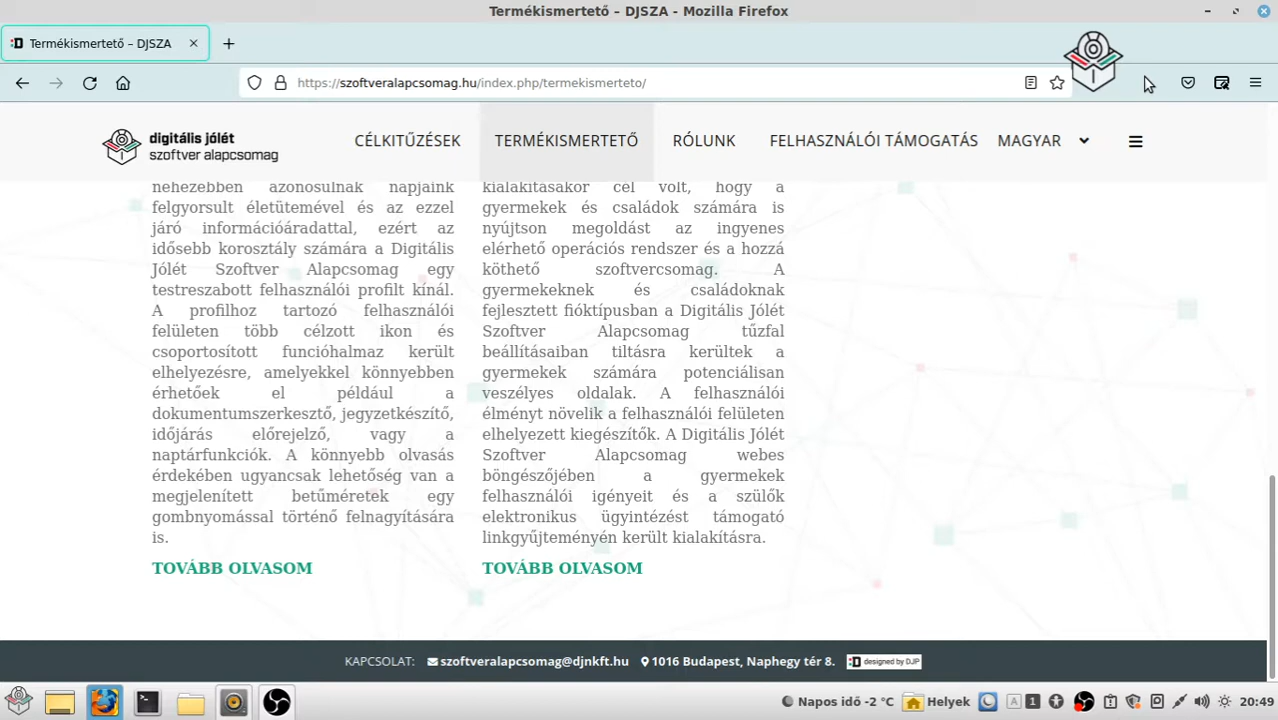 Termékismertető – DJSZA - Mozilla Firefox
Termékismertető – DJSZA
https://szoftveralapcsomag.hu/index.php/termekismerteto/
digitális jólét
szoftver alapcsomag
CÉLKITŰZÉSEK
TERMÉKISMERTETŐ
RÓLUNK
FELHASZNÁLÓI TÁMOGATÁS
MAGYAR
nehezebben azonosulnak napjaink
felgyorsult életütemével és az ezzel
járó információáradattal, ezért az
idősebb korosztály számára a Digitális
Jólét Szoftver Alapcsomag egy
testreszabott felhasználói profilt kínál.
A profilhoz tartozó felhasználói
felületen több célzott ikon és
csoportosított funcióhalmaz került
elhelyezésre, amelyekkel könnyebben
érhetőek el például a
dokumentumszerkesztő, jegyzetkészítő,
időjárás előrejelző, vagy a
naptárfunkciók. A könnyebb olvasás
érdekében ugyancsak lehetőség van a
megjelenített betűméretek egy
gombnyomással történő felnagyítására
is.
TOVÁBB OLVASOM
kialakításakor cél volt, hogy a
gyermekek és családok számára is
nyújtson megoldást az ingyenes
elérhető operációs rendszer és a hozzá
köthető szoftvercsomag. A
gyermekeknek és családoknak
fejlesztett fióktípusban a Digitális Jólét
Szoftver Alapcsomag tűzfal
beállításaiban tiltásra kerültek a
gyermekek számára potenciálisan
veszélyes oldalak. A felhasználói
élményt növelik a felhasználói felületen
elhelyezett kiegészítők. A Digitális Jólét
Szoftver Alapcsomag webes
böngészőjében a gyermekek
felhasználói igényeit és a szülők
elektronikus ügyintézést támogató
linkgyűjteményén került kialakításra.
TOVÁBB OLVASOM
KAPCSOLAT: szoftveralapcsomag@djnkft.hu 1016 Budapest, Naphegy tér 8. :D designed by DJP
Napos idő -2 °C Helyek A 1 20:49